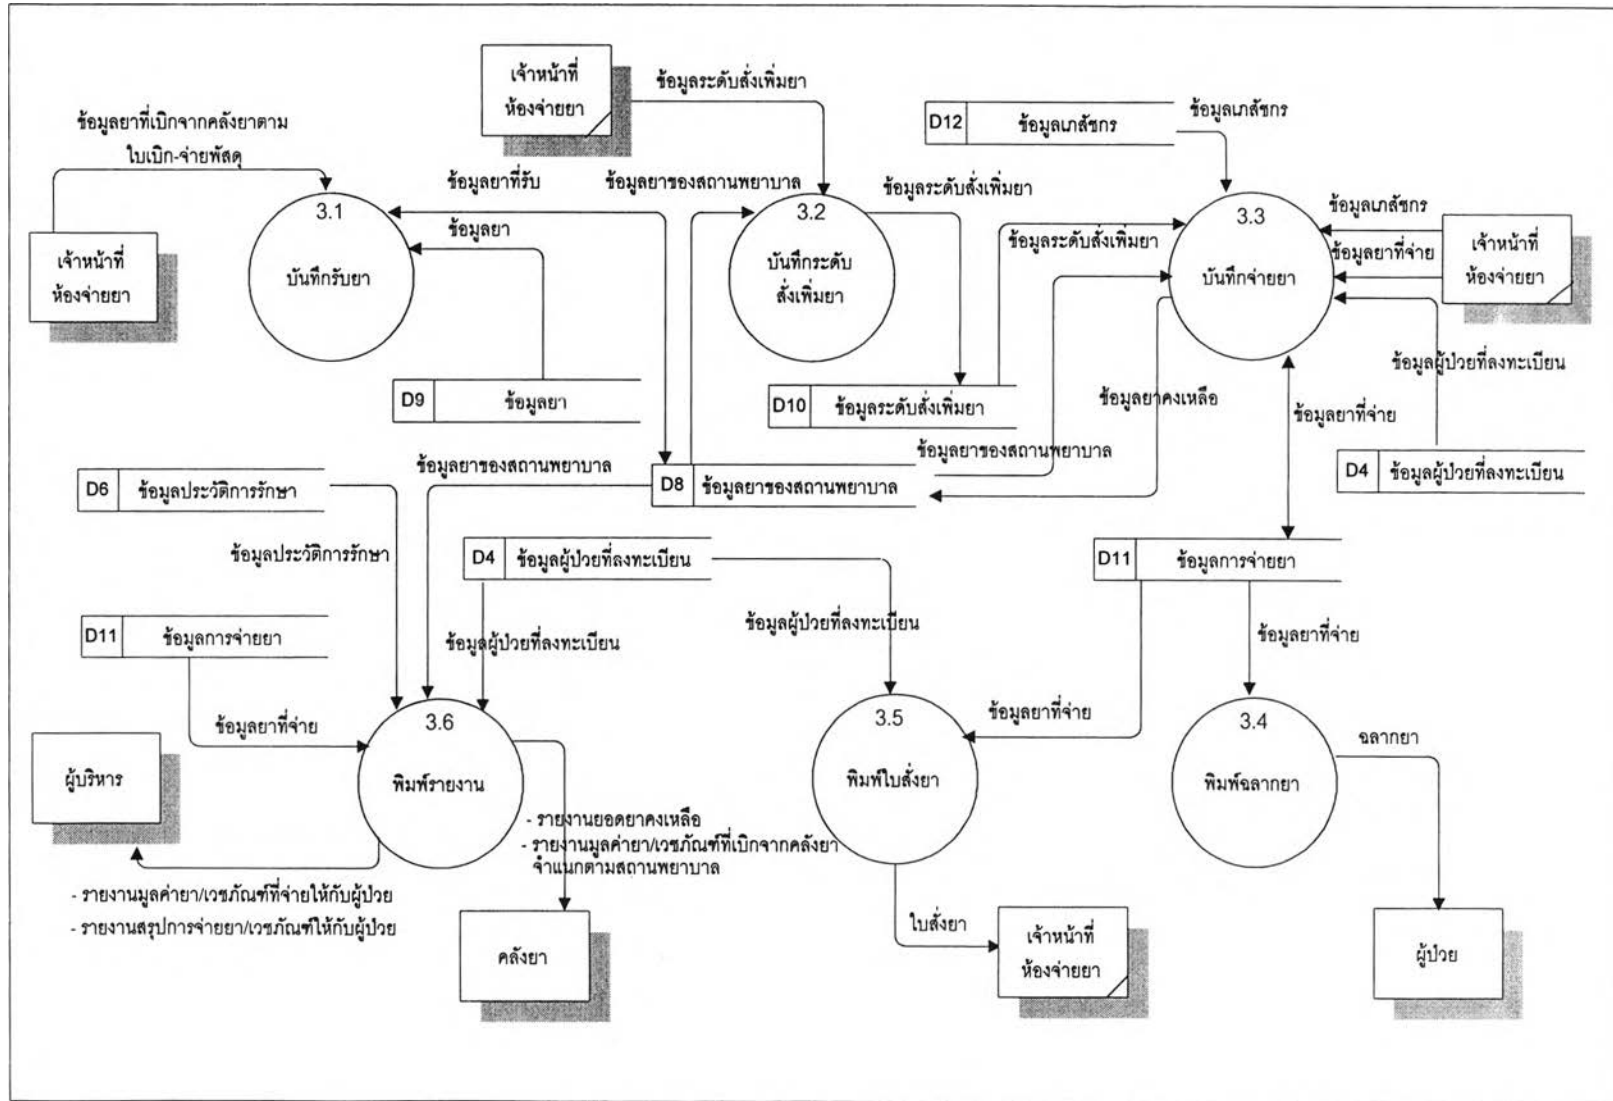 เจ้าหน้าที่
ห้องจ่ายยา
ข้อมูลระดับสั่งเพิ่มยา
D12 ข้อมูลเภสัชกร
ข้อมูลเภสัชกร
ข้อมูลยาที่เบิกจากคลังยาตาม
ใบเบิก-จ่ายพัสดุ
เจ้าหน้าที่
ห้องจ่ายยา
3.1
บันทึกรับยา
ข้อมูลยาที่รับ
ข้อมูลยา
ข้อมูลยาของสถานพยาบาล
3.2
บันทึกระดับ
สั่งเพิ่มยา
ข้อมูลระดับสั่งเพิ่มยา
ข้อมูลระดับสั่งเพิ่มยา
3.3
บันทึกจ่ายยา
ข้อมูลเภสัชกร
ข้อมูลยาที่จ่าย
เจ้าหน้าที่
ห้องจ่ายยา
ข้อมูลผู้ป่วยที่ลงทะเบียน
D9 ข้อมูลยา
D10 ข้อมูลระดับสั่งเพิ่มยา
ข้อมูลยาคงเหลือ
ข้อมูลยาที่จ่าย
ข้อมูลยาของสถานพยาบาล
ข้อมูลยาของสถานพยาบาล
D6 ข้อมูลประวัติการรักษา
D8 ข้อมูลยาของสถานพยาบาล
D4 ข้อมูลผู้ป่วยที่ลงทะเบียน
ข้อมูลประวัติการรักษา
D4 ข้อมูลผู้ป่วยที่ลงทะเบียน
D11 ข้อมูลการจ่ายยา
D11 ข้อมูลการจ่ายยา
ข้อมูลผู้ป่วยที่ลงทะเบียน
ข้อมูลผู้ป่วยที่ลงทะเบียน
ข้อมูลยาที่จ่าย
ข้อมูลยาที่จ่าย
3.6
พิมพ์รายงาน
3.5
พิมพ์ใบสั่งยา
ข้อมูลยาที่จ่าย
3.4
พิมพ์ฉลากยา
ฉลากยา
ผู้บริหาร
- รายงานยอดยาคงเหลือ
- รายงานมูลค่ายา/เวชภัณฑ์ที่เบิกจากคลังยา
จำแนกตามสถานพยาบาล
- รายงานมูลค่ายา/เวชภัณฑ์ที่จ่ายให้กับผู้ป่วย
- รายงานสรุปการจ่ายยา/เวชภัณฑ์ให้กับผู้ป่วย
คลังยา
ใบสั่งยา
เจ้าหน้าที่
ห้องจ่ายยา
ผู้ป่วย